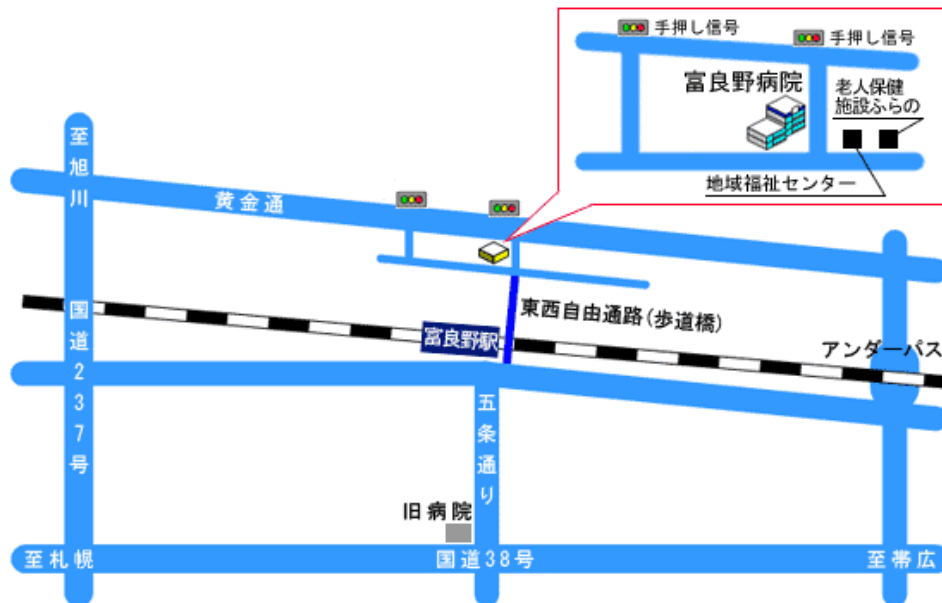 手押し信号
手押し信号
富良野病院
老人保健
施設ふらの
地域福祉センター
至旭川
黄金通
国道237号
東西自由通路(歩道橋)
富良野駅
アンダーパス
五条通り
旧病院
至札幌
国道38号
至帯広